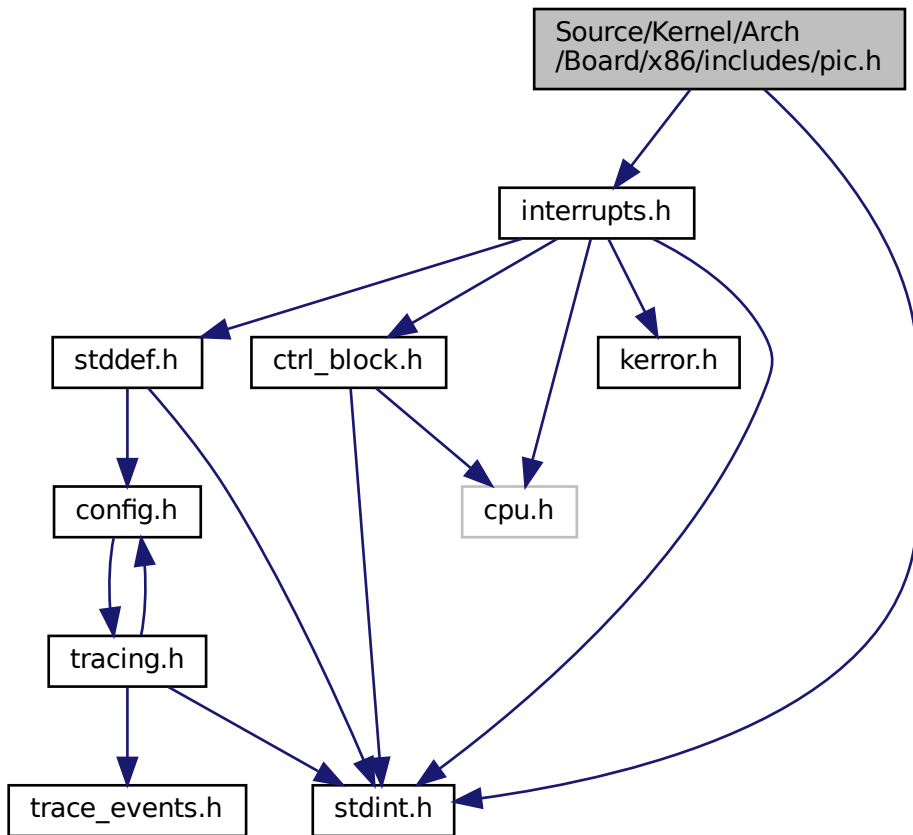 Source/Kernel/Arch
/Board/x86/includes/pic.h
interrupts.h
stddef.h
ctrl_block.h
kerror.h
config.h
cpu.h
tracing.h
trace_events.h
stdint.h